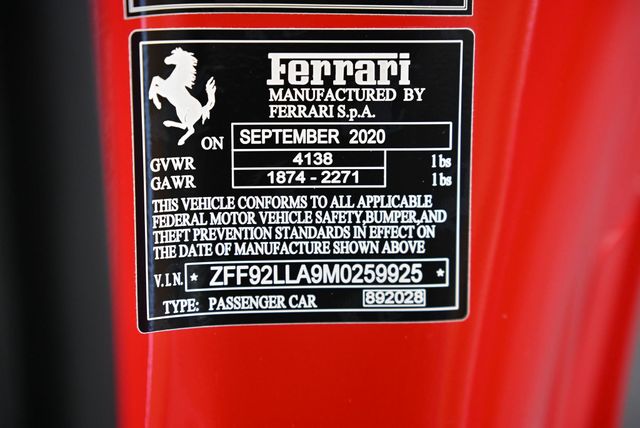 Ferrari
MANUFACTURED BY
FERRARI S.p.A.
ON SEPTEMBER 2020
GVWR 4138 lbs
GAWR 1874 - 2271 lbs
THIS VEHICLE CONFORMS TO ALL APPLICABLE
FEDERAL MOTOR VEHICLE SAFETY,BUMPER,AND
THEFT PREVENTION STANDARDS IN EFFECT ON
THE DATE OF MANUFACTURE SHOWN ABOVE
V.I.N. * ZFF92LLA9M0259925 *
TYPE: PASSENGER CAR 892028